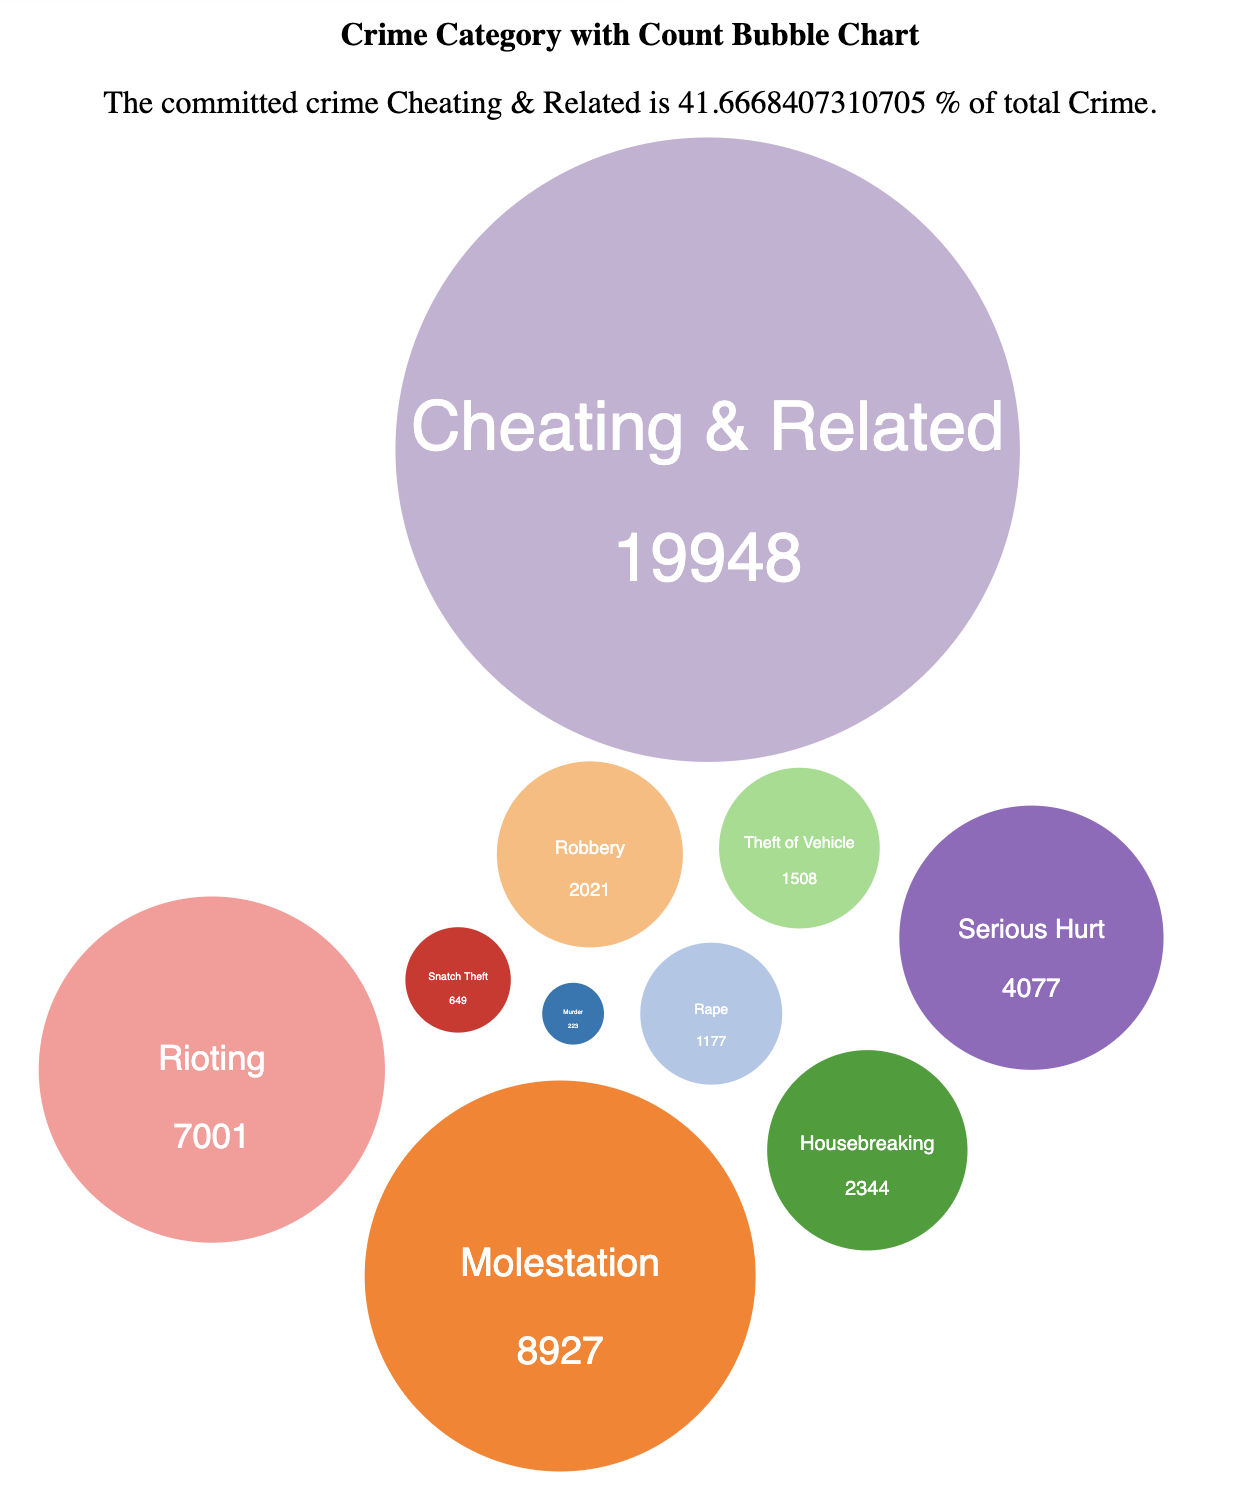 Crime Category with Count Bubble Chart
The committed crime Cheating & Related is 41.6668407310705 % of total Crime.
Cheating & Related
19948
Robbery
2021
Theft of Vehicle
1508
Serious Hurt
4077
Snatch Theft
649
Murder
223
Rape
1177
Rioting
7001
Housebreaking
2344
Molestation
8927